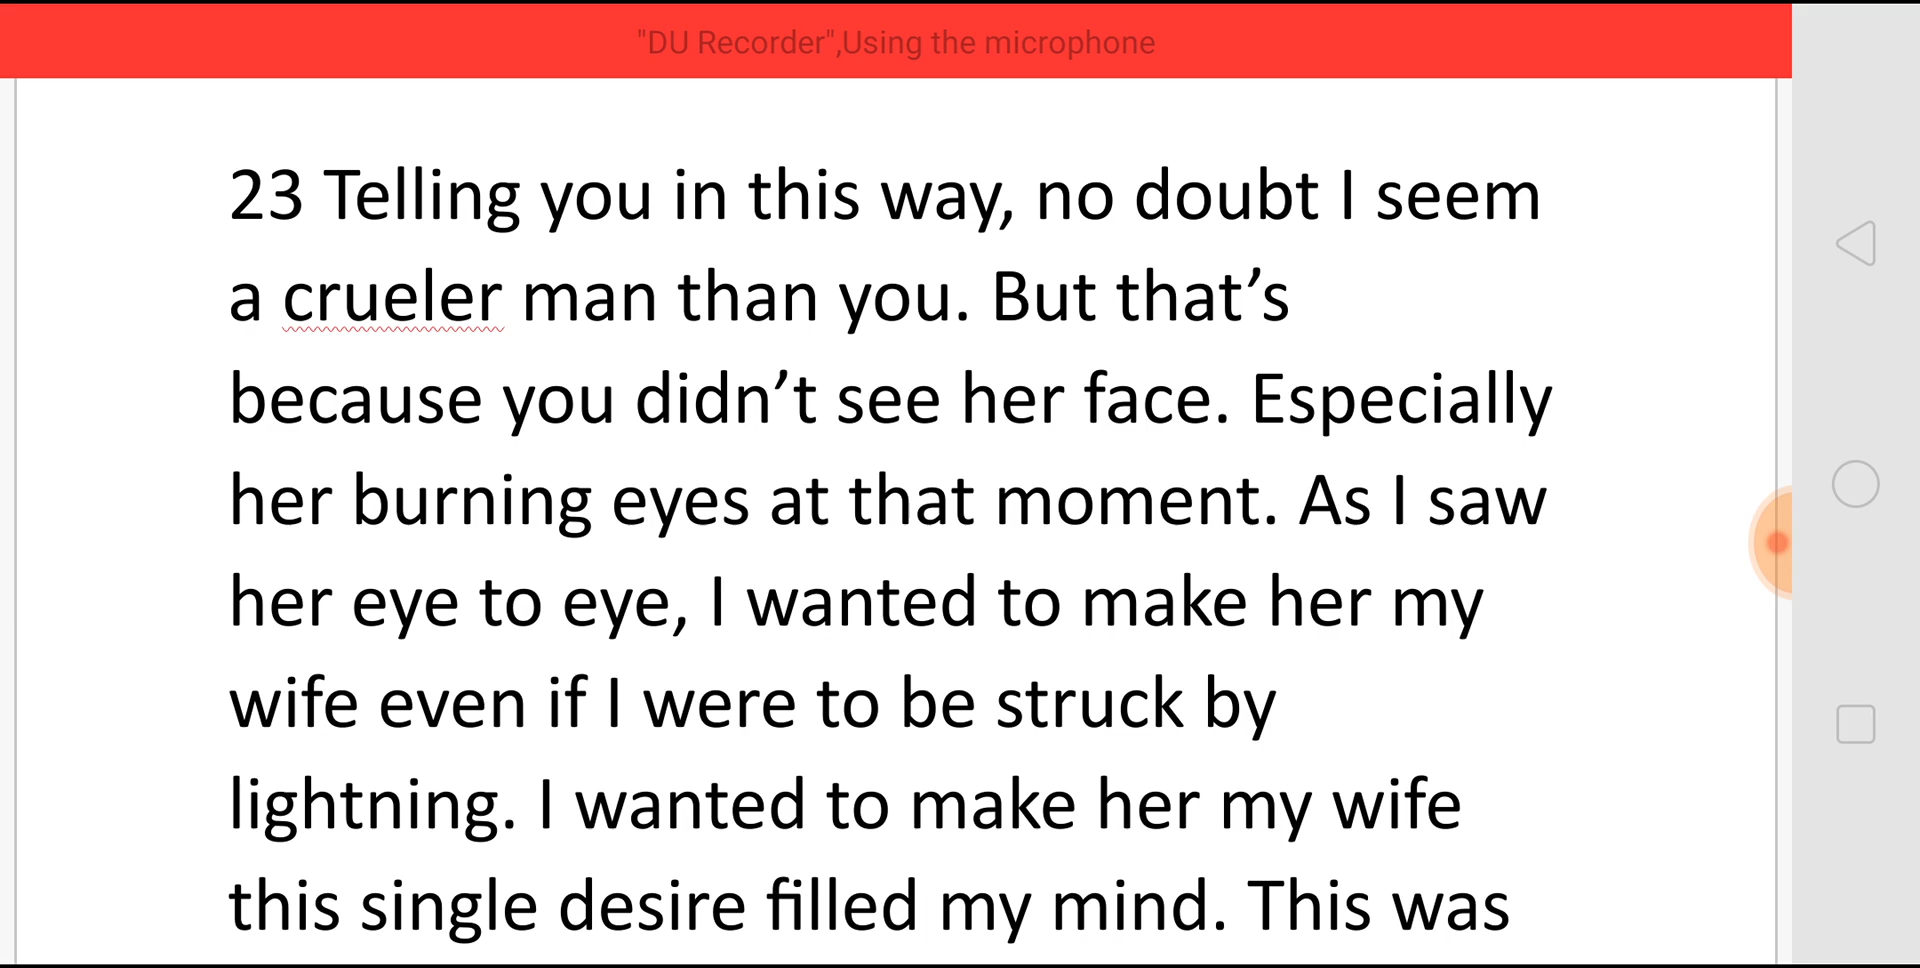 "DU Recorder",Using the microphone
23 Telling you in this way, no doubt I seem
a crueler man than you. But that’s
because you didn’t see her face. Especially
her burning eyes at that moment. As I saw
her eye to eye, I wanted to make her my
wife even if I were to be struck by
lightning. I wanted to make her my wife
this single desire filled my mind. This was